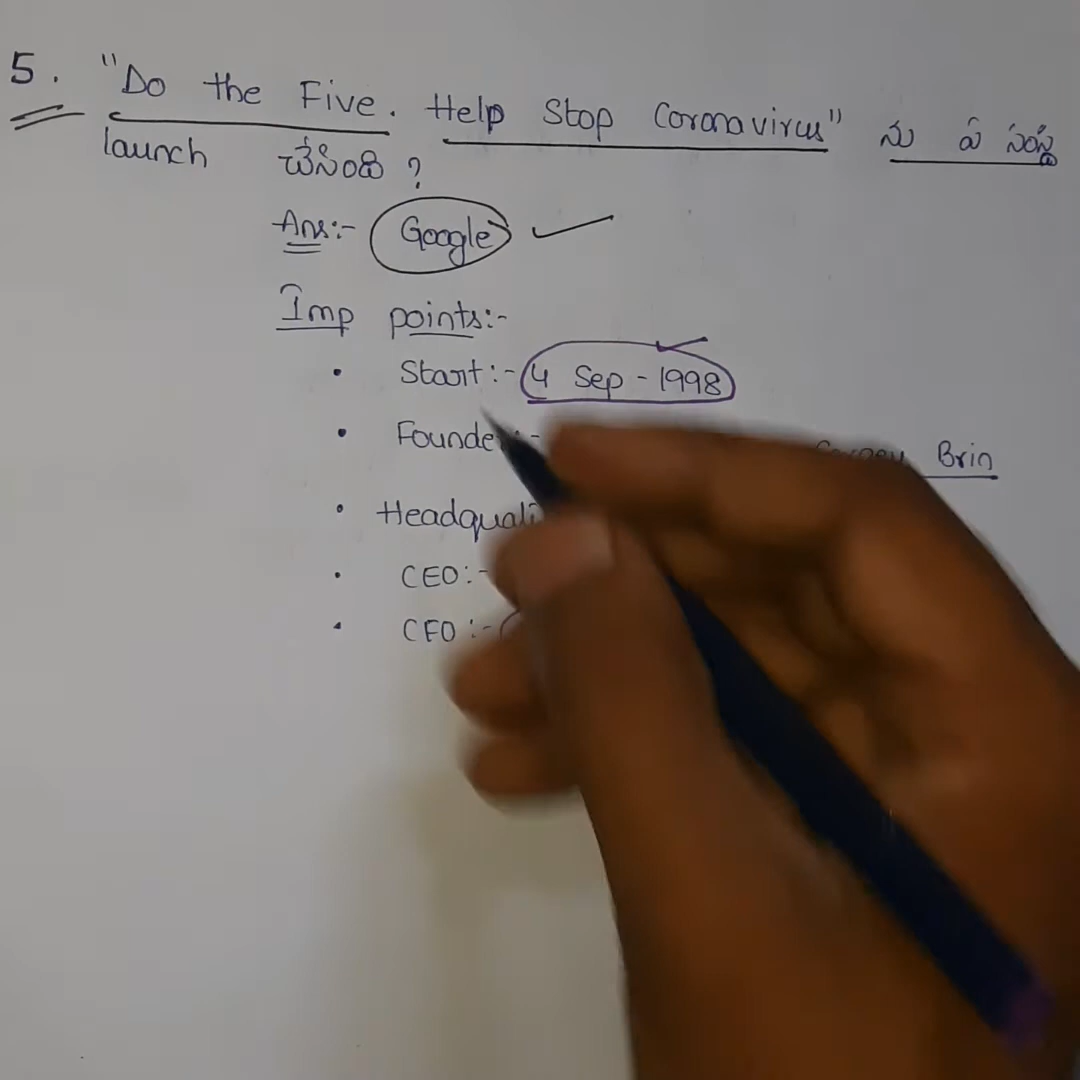 5. "Do the Five. Help Stop Coronavirus" ను ఏ సంస్థ
launch చేసింది ?
Ans:- Google
Imp points:-
• Start:- 4 Sep - 1998
• Founde :- Brin
• Headquali
• CEO:-
• CFO :-